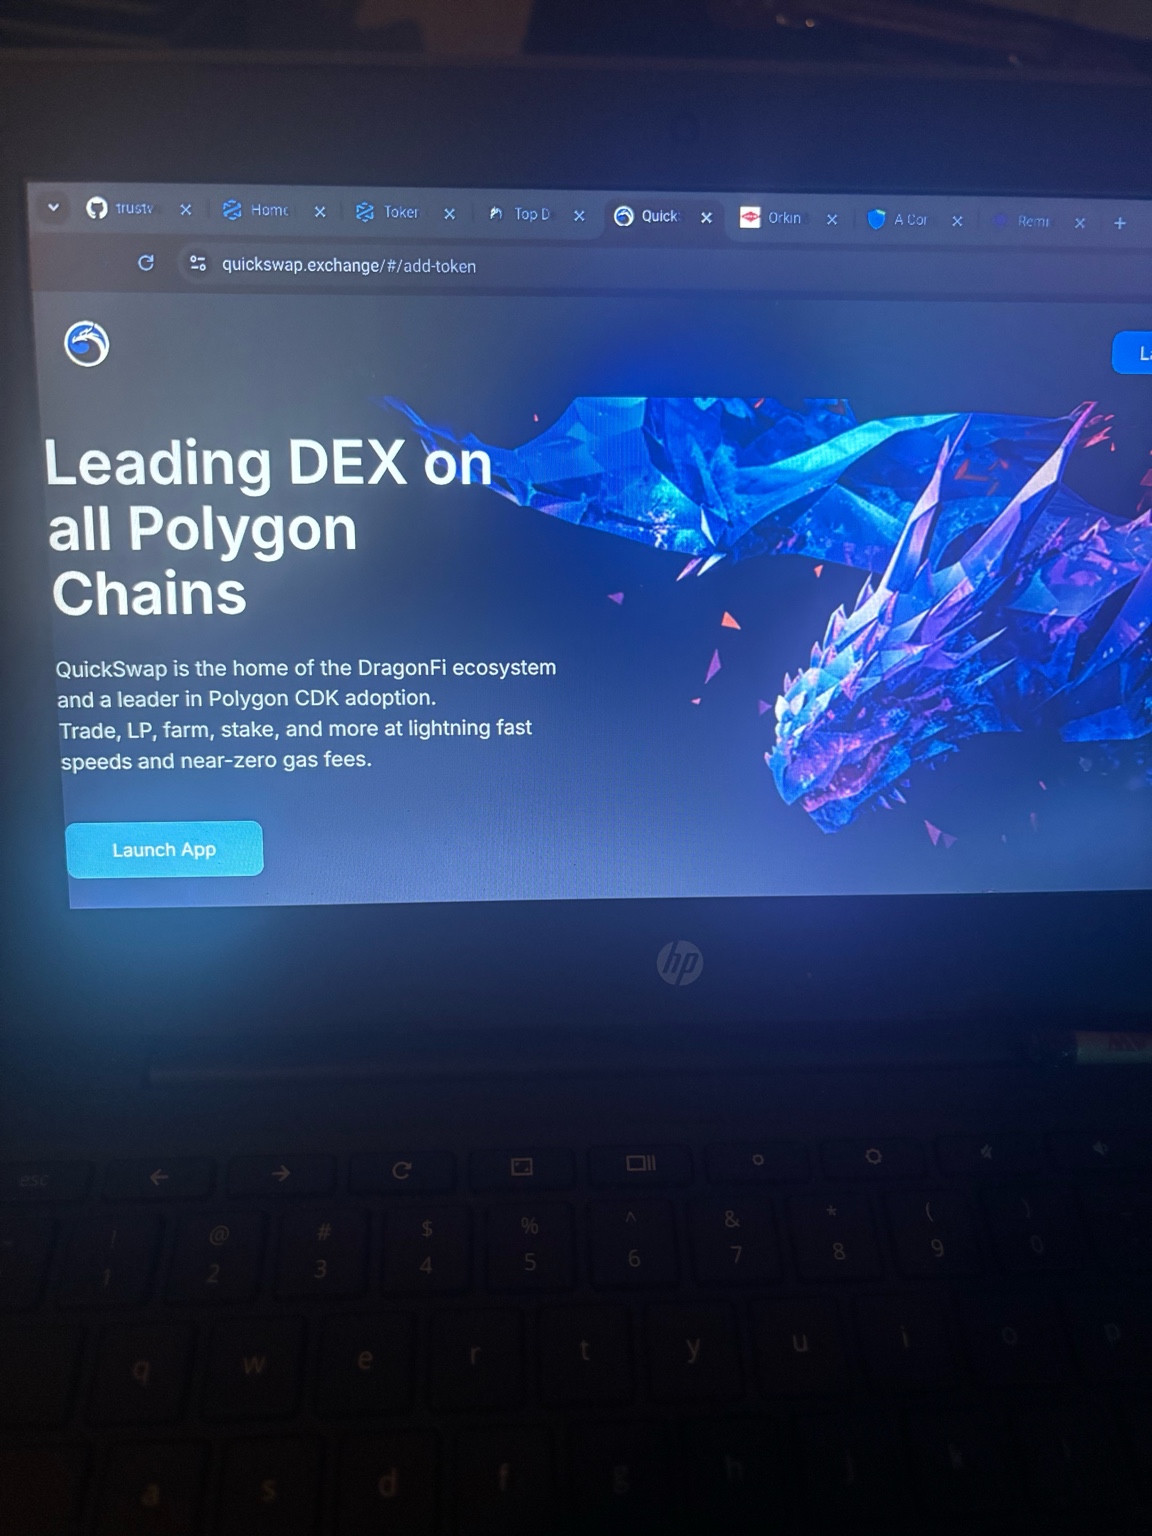 trustw
Home
Token
Top D
Quick
Orkin
A Cor
Remi
quickswap.exchange/#/add-token
La
Leading DEX on
all Polygon
Chains
QuickSwap is the home of the DragonFi ecosystem
and a leader in Polygon CDK adoption.
Trade, LP, farm, stake, and more at lightning fast
speeds and near-zero gas fees.
Launch App
hp
esc
! @ # $ % ^ & * ( )
1 2 3 4 5 6 7 8 9 0
q w e r t y u i o p
a s d f g h j k l